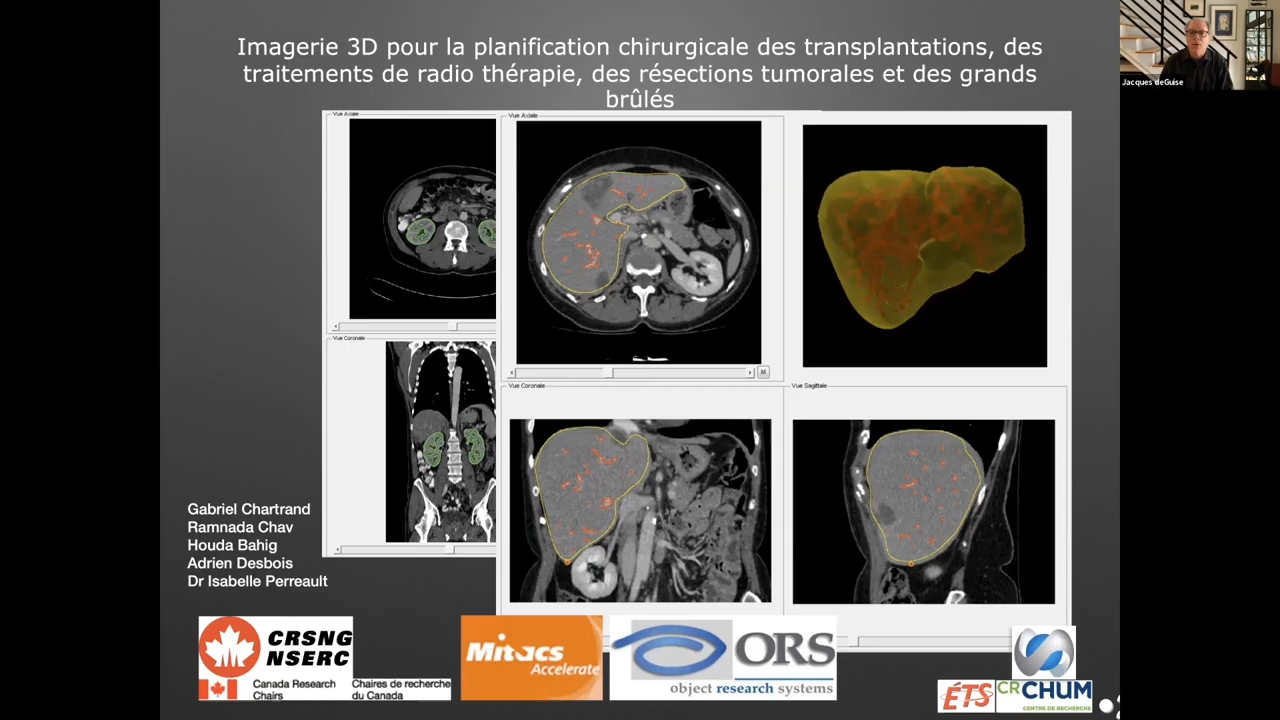 Imagerie 3D pour la planification chirurgicale des transplantations, des
traitements de radio thérapie, des résections tumorales et des grands
brûlés
Jacques deGuise
Vue Axiale
Vue Axiale
M
Vue Coronale
Vue Coronale
Vue Sagittale
Gabriel Chartrand
Ramnada Chav
Houda Bahig
Adrien Desbois
Dr Isabelle Perreault
CRSNG
NSERC
Canada Research
Chairs
Chaires de recherche
du Canada
Mitacs
Accelerate
ORS
object research systems
ÉTS
CRCHUM
CENTRE DE RECHERCHE